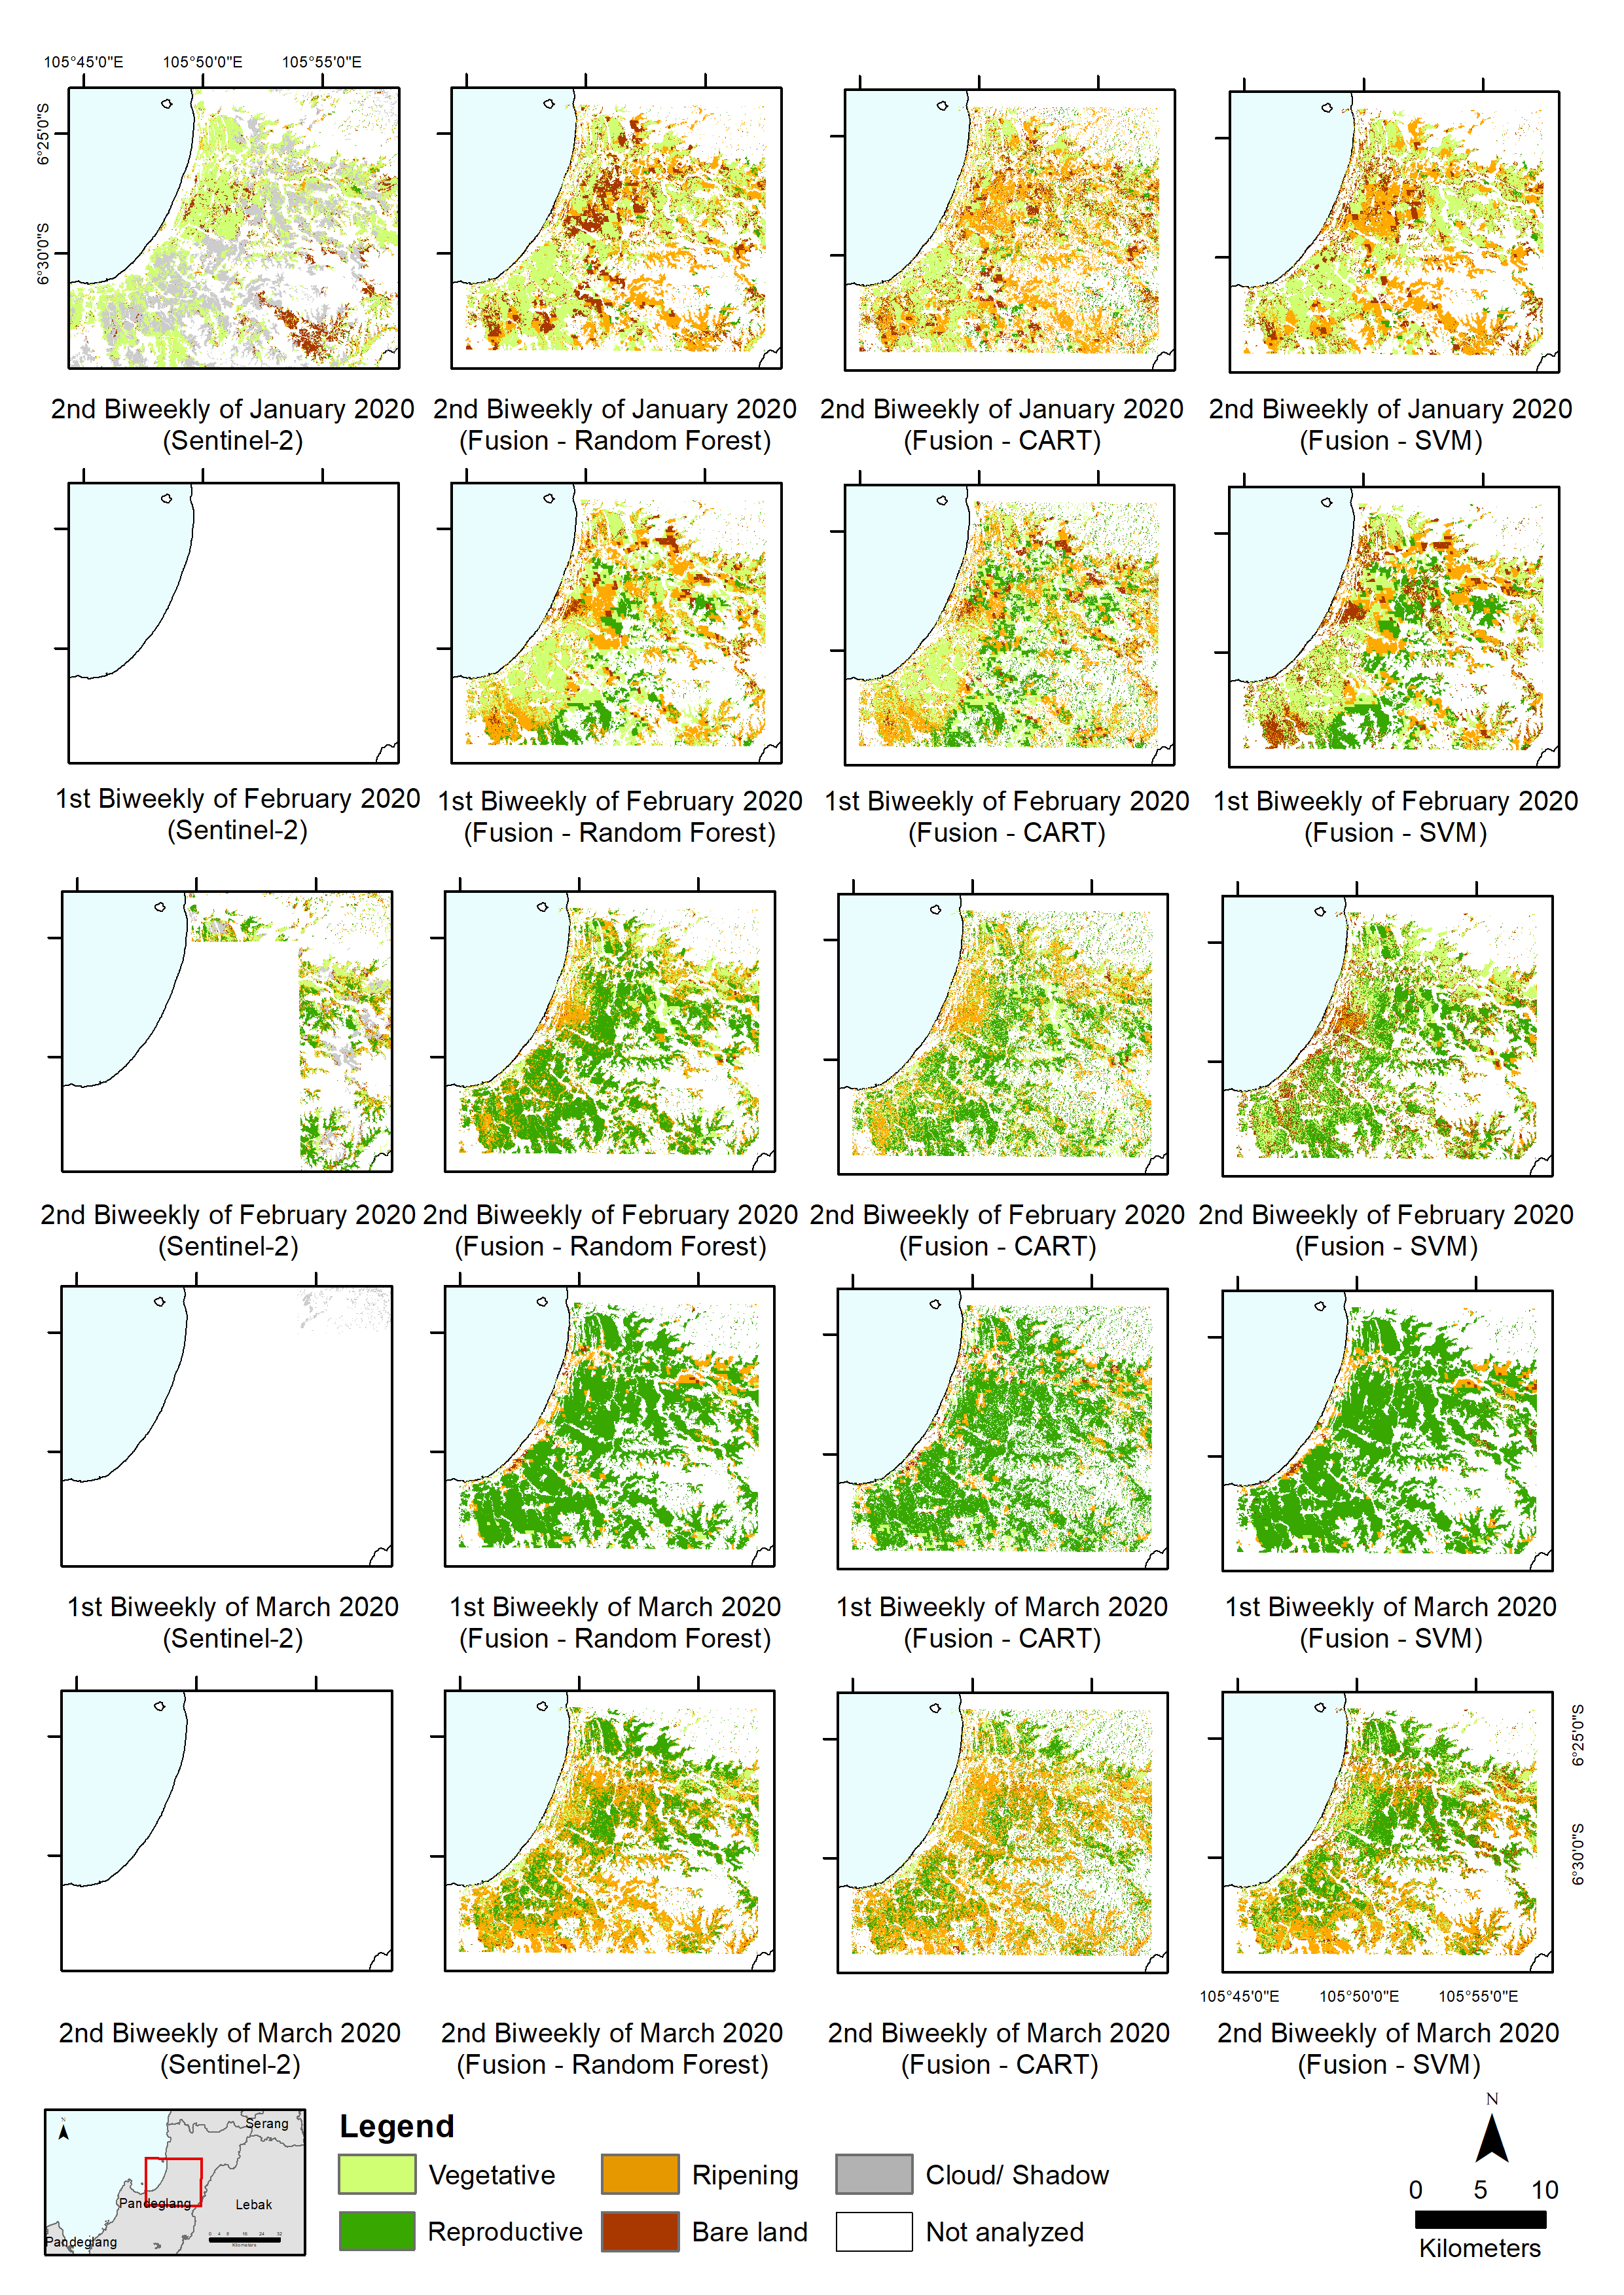 105°45'0"E 105°50'0"E 105°55'0"E
6°25'0"S
6°30'0"S
2nd Biweekly of January 2020
(Sentinel-2)
2nd Biweekly of January 2020
(Fusion - Random Forest)
2nd Biweekly of January 2020
(Fusion - CART)
2nd Biweekly of January 2020
(Fusion - SVM)
1st Biweekly of February 2020
(Sentinel-2)
1st Biweekly of February 2020
(Fusion - Random Forest)
1st Biweekly of February 2020
(Fusion - CART)
1st Biweekly of February 2020
(Fusion - SVM)
2nd Biweekly of February 2020
(Sentinel-2)
2nd Biweekly of February 2020
(Fusion - Random Forest)
2nd Biweekly of February 2020
(Fusion - CART)
2nd Biweekly of February 2020
(Fusion - SVM)
1st Biweekly of March 2020
(Sentinel-2)
1st Biweekly of March 2020
(Fusion - Random Forest)
1st Biweekly of March 2020
(Fusion - CART)
1st Biweekly of March 2020
(Fusion - SVM)
6°25'0"S
6°30'0"S
105°45'0"E 105°50'0"E 105°55'0"E
2nd Biweekly of March 2020
(Sentinel-2)
2nd Biweekly of March 2020
(Fusion - Random Forest)
2nd Biweekly of March 2020
(Fusion - CART)
2nd Biweekly of March 2020
(Fusion - SVM)
N
Serang
Pandeglang
Lebak
Pandeglang
0 4 8 16 24 32
Kilometers
Legend
Vegetative
Ripening
Cloud/ Shadow
Reproductive
Bare land
Not analyzed
N
0 5 10
Kilometers